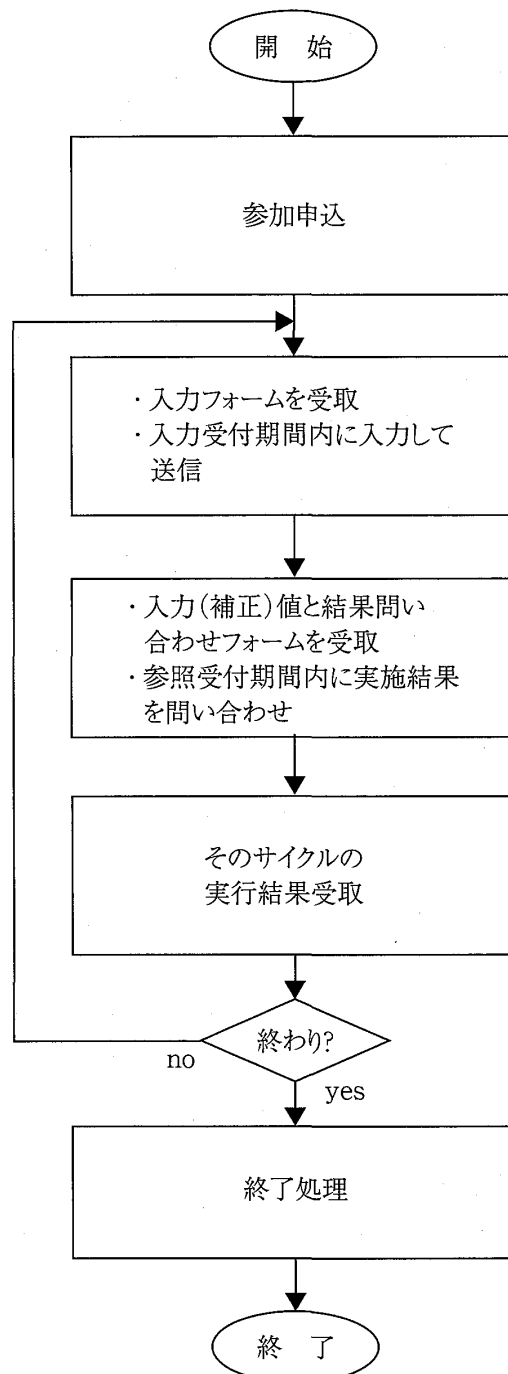 開 始
参加申込
・入力フォームを受取
・入力受付期間内に入力して
送信
・入力(補正)値と結果問い
合わせフォームを受取
・参照受付期間内に実施結果
を問い合わせ
そのサイクルの
実行結果受取
終わり?
no
yes
終了処理
終 了